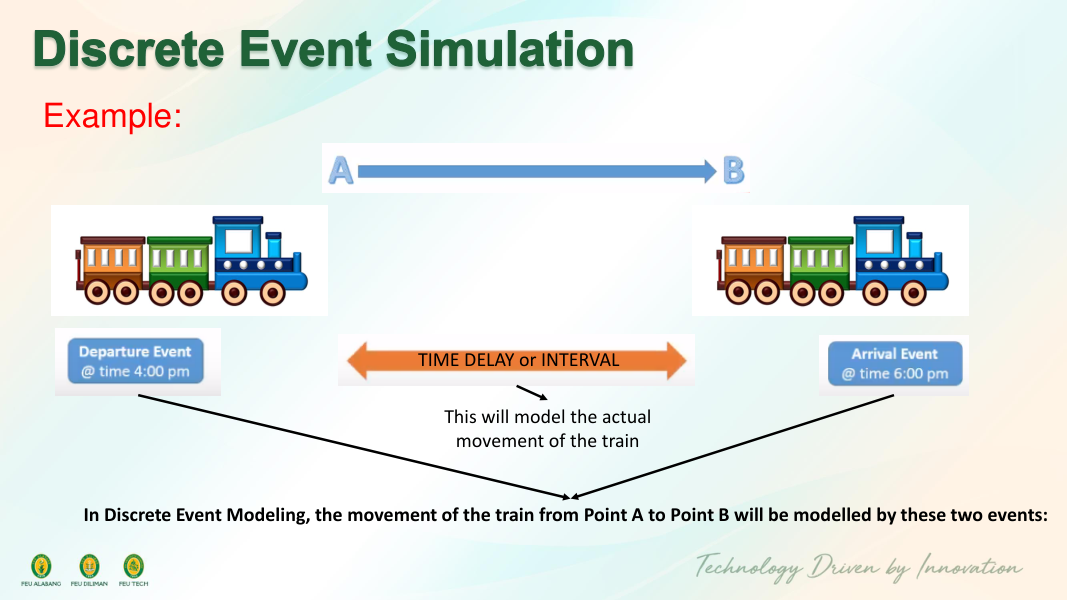 Discrete Event Simulation
Example:
A
B
Departure Event
@ time 4:00 pm
TIME DELAY or INTERVAL
Arrival Event
@ time 6:00 pm
This will model the actual
movement of the train
In Discrete Event Modeling, the movement of the train from Point A to Point B will be modelled by these two events:
FEU ALABANG
FEU DILIMAN
FEU TECH
Technology Driven by Innovation